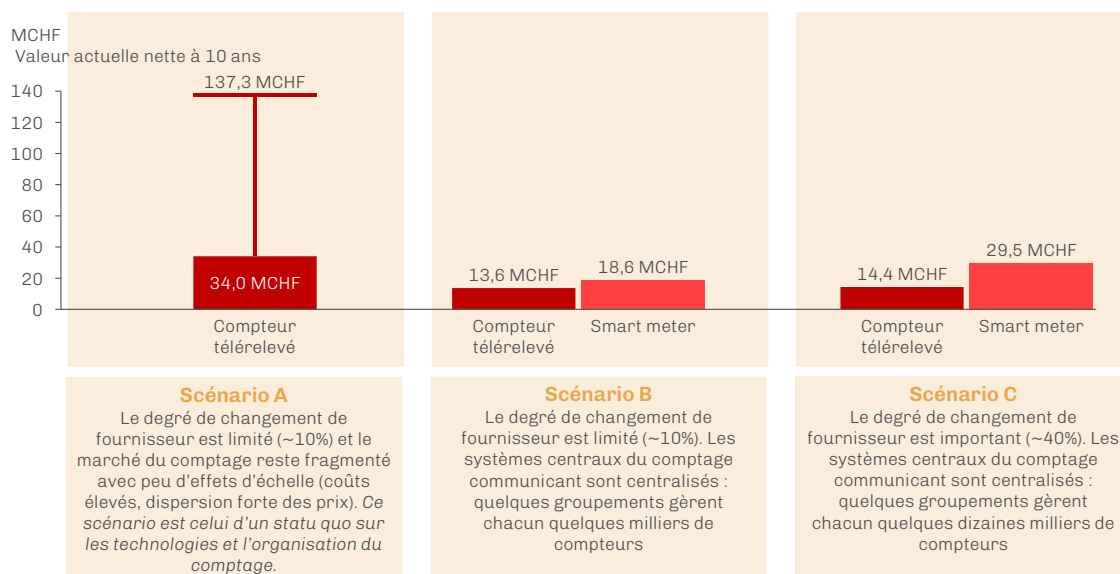 MCHF
Valeur actuelle nette à 10 ans
140
120
100
80
60
40
20
0
137,3 MCHF
34,0 MCHF
Compteur
télérelevé
13,6 MCHF
18,6 MCHF
Compteur
télérelevé
Smart meter
14,4 MCHF
29,5 MCHF
Compteur
télérelevé
Smart meter
Scénario A
Le degré de changement de
fournisseur est limité (~10%) et le
marché du comptage reste fragmenté
avec peu d'effets d'échelle (coûts
élevés, dispersion forte des prix). Ce
scénario est celui d'un statu quo sur
les technologies et l'organisation du
comptage.
Scénario B
Le degré de changement de
fournisseur est limité (~10%). Les
systèmes centraux du comptage
communicant sont centralisés :
quelques groupements gèrent
chacun quelques milliers de
compteurs
Scénario C
Le degré de changement de
fournisseur est important (~40%). Les
systèmes centraux du comptage
communicant sont centralisés :
quelques groupements gèrent
chacun quelques dizaines milliers de
compteurs